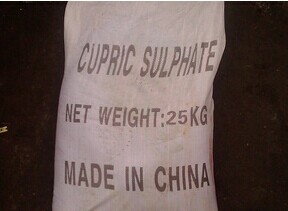 CUPRIC SULPHATE
NET WEIGHT:25KG
MADE IN CHINA